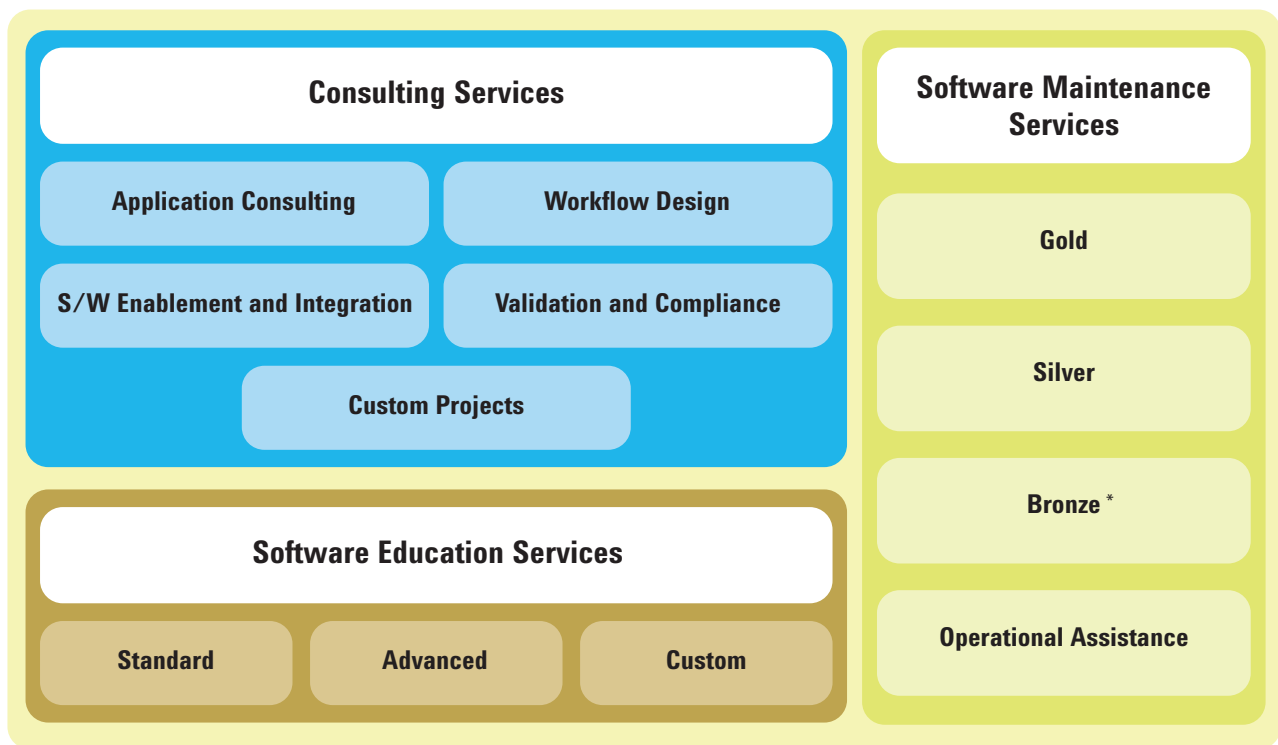 Consulting Services
Application Consulting
Workflow Design
S/W Enablement and Integration
Validation and Compliance
Custom Projects
Software Education Services
Standard
Advanced
Custom
Software Maintenance
Services
Gold
Silver
Bronze *
Operational Assistance